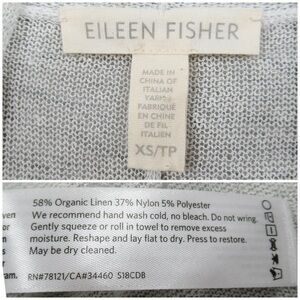 EILEEN FISHER
MADE IN
CHINA OF
ITALIAN
YARNS
FABRIQUÉ
EN CHINE
DE FIL
ITALIEN
XS/TP
58% Organic Linen 37% Nylon 5% Polyester
We recommend hand wash cold, no bleach. Do not wring.
Gently squeeze or roll in towel to remove excess
moisture. Reshape and lay flat to dry. Press to restore.
May be dry cleaned.
RN#78121/CA#34460 S18CDB